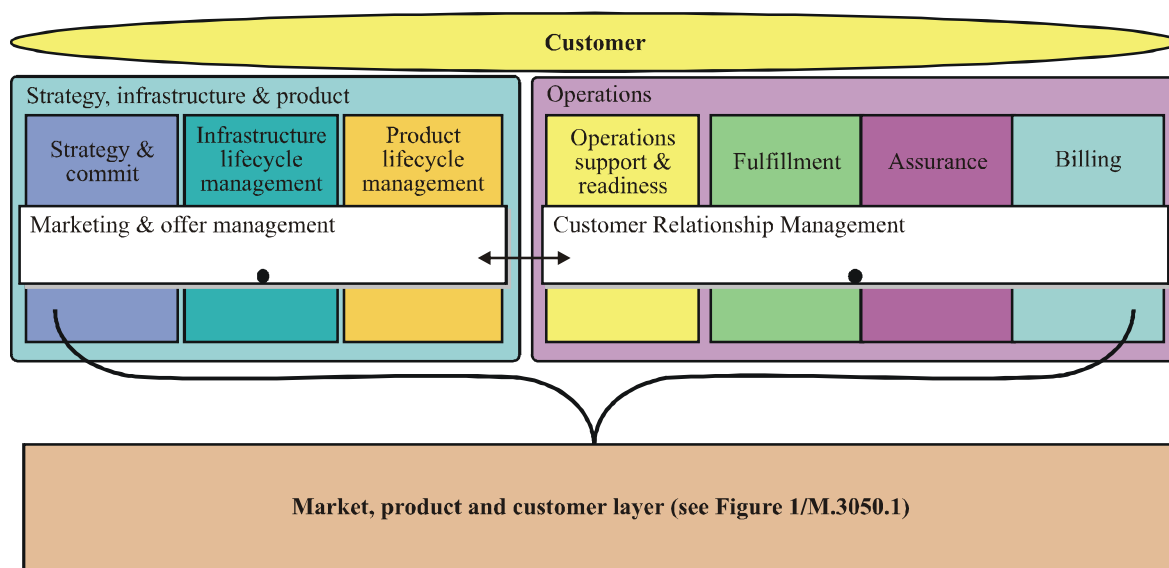 Customer
Strategy, infrastructure & product
Operations
Strategy &
commit
Infrastructure
lifecycle
management
Product
lifecycle
management
Operations
support &
readiness
Fulfillment
Assurance
Billing
Marketing & offer management
Customer Relationship Management
Market, product and customer layer (see Figure 1/M.3050.1)